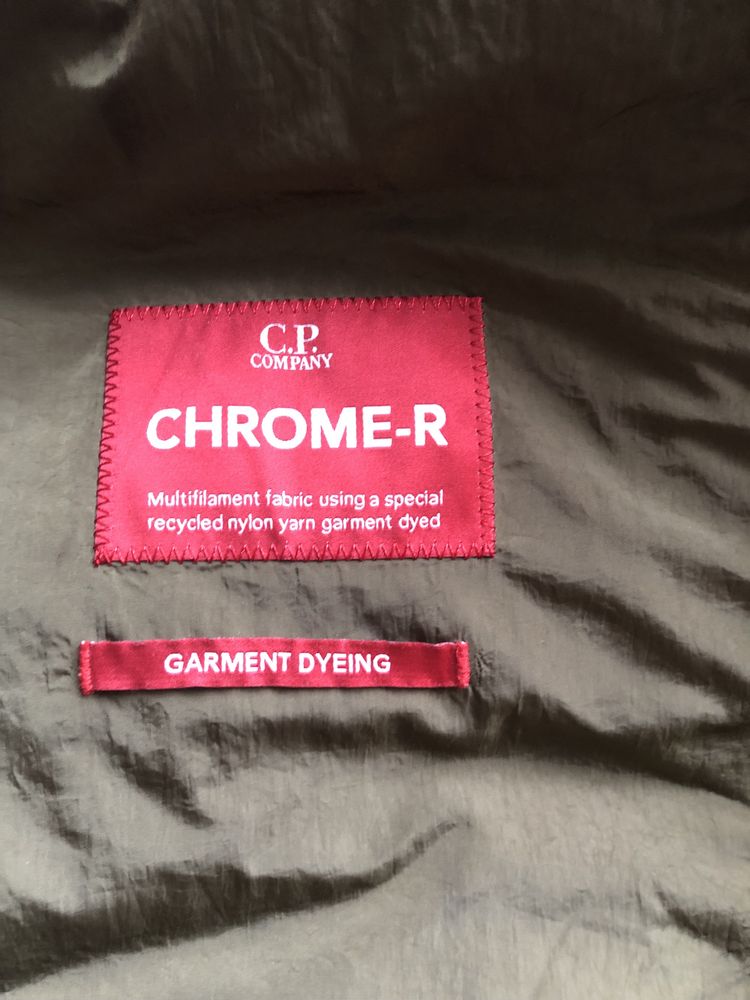 C.P.
COMPANY
CHROME-R
Multifilament fabric using a special
recycled nylon yarn garment dyed
GARMENT DYEING